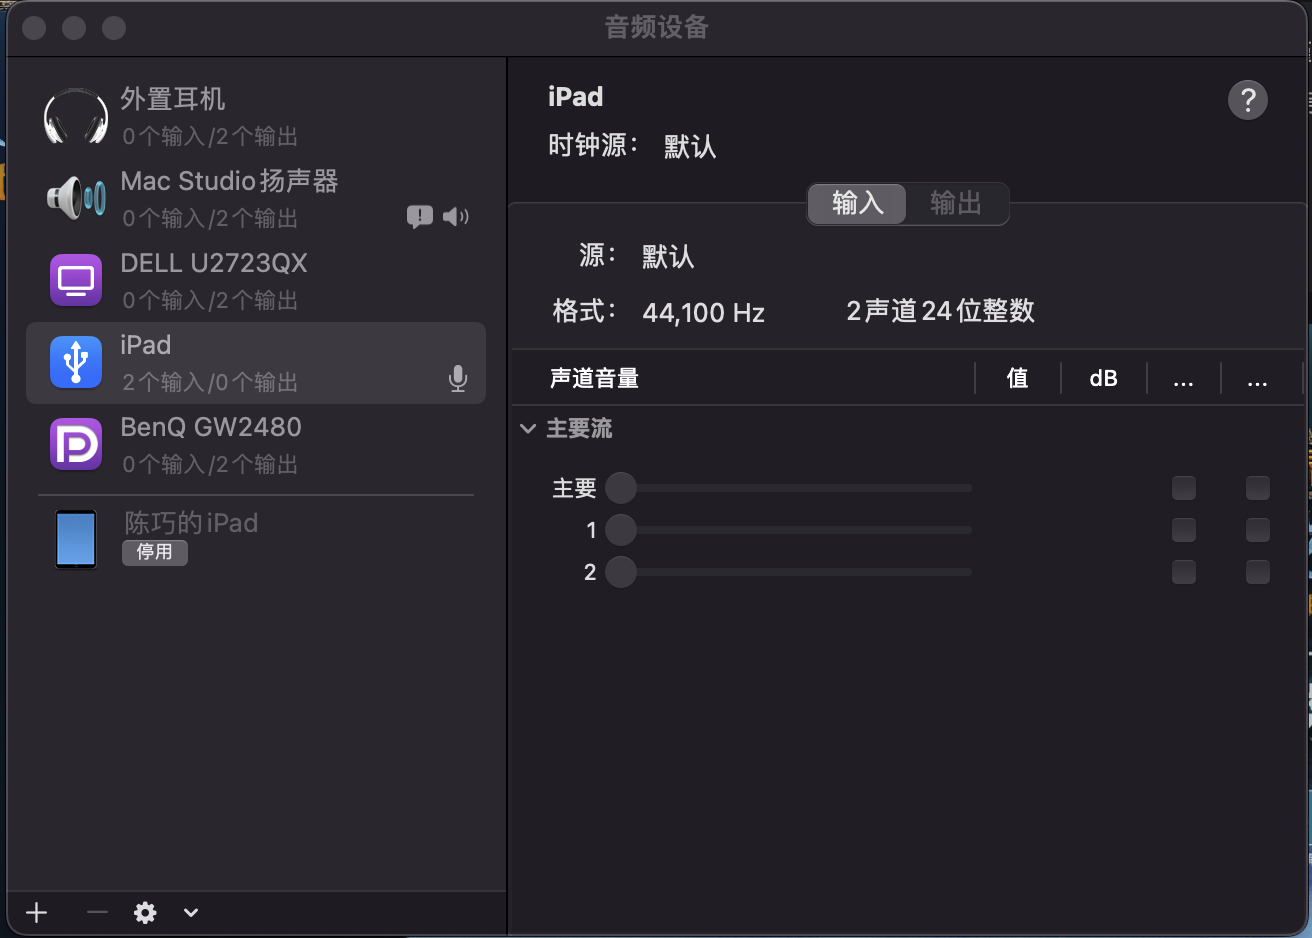 音频设备
外置耳机
0个输入/2个输出
Mac Studio扬声器
0个输入/2个输出
DELL U2723QX
0个输入/2个输出
iPad
2个输入/0个输出
BenQ GW2480
0个输入/2个输出
陈巧的iPad
停用
iPad
?
时钟源： 默认
输入 输出
源： 默认
格式： 44,100 Hz 2声道24位整数
声道音量 值 dB ... ...
主要流
主要
1
2